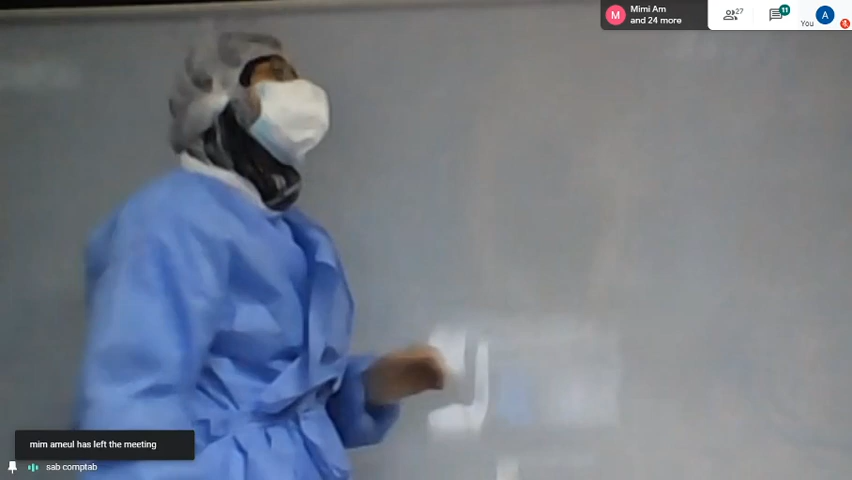 M
Mimi Am
and 24 more
27
11
You
A
mim ameul has left the meeting
sab comptab